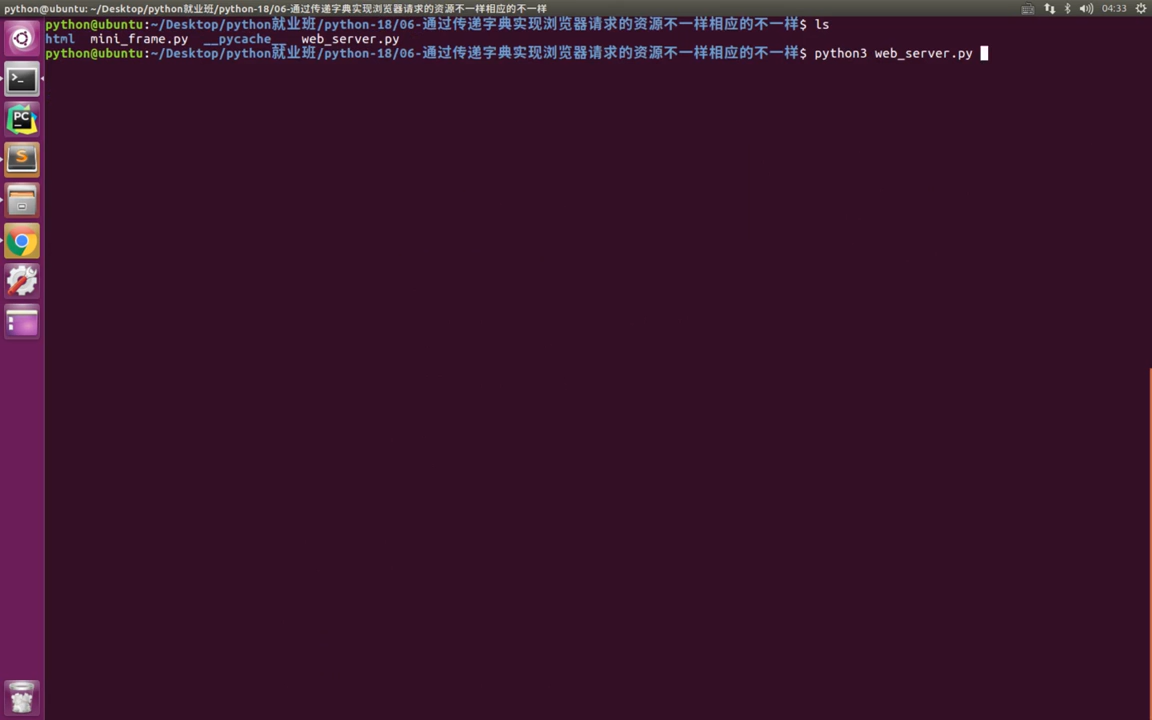 python@ubuntu: ~/Desktop/python就业班/python-18/06-通过传递字典实现浏览器请求的资源不一样相应的不一样
04:33
python@ubuntu:~/Desktop/python就业班/python-18/06-通过传递字典实现浏览器请求的资源不一样相应的不一样$ ls
html  mini_frame.py  __pycache__  web_server.py
python@ubuntu:~/Desktop/python就业班/python-18/06-通过传递字典实现浏览器请求的资源不一样相应的不一样$ python3 web_server.py
PC
S